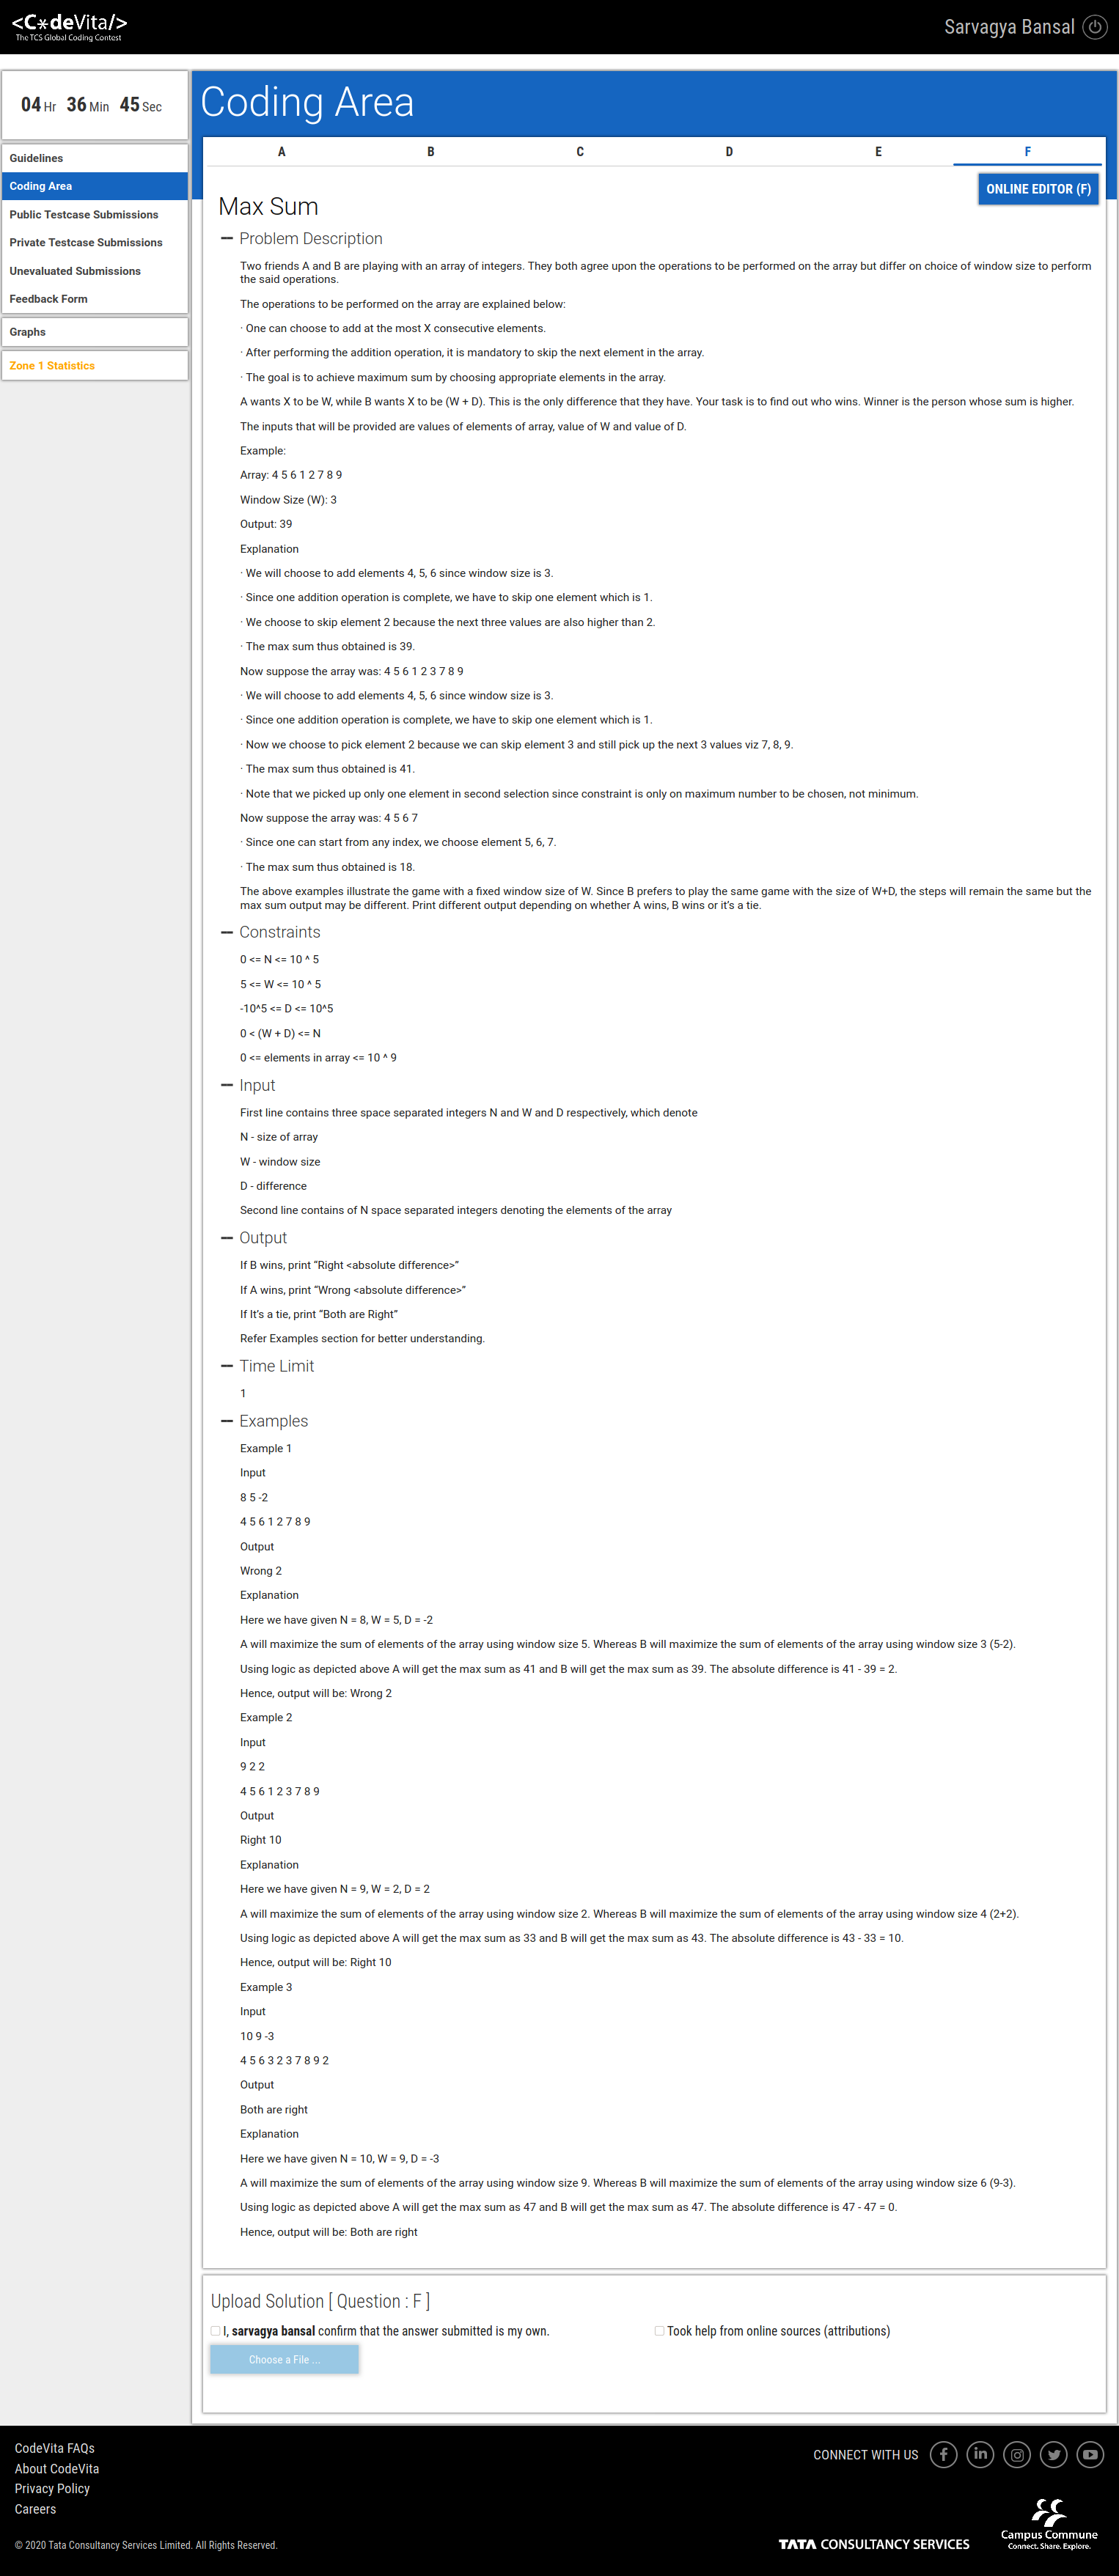 <C*deVita/>
The TCS Global Coding Contest
Sarvagya Bansal
04 Hr 36 Min 45 Sec
Guidelines
Coding Area
Public Testcase Submissions
Private Testcase Submissions
Unevaluated Submissions
Feedback Form
Graphs
Zone 1 Statistics
Coding Area
A B C D E F
ONLINE EDITOR (F)
Max Sum
Problem Description
Two friends A and B are playing with an array of integers. They both agree upon the operations to be performed on the array but differ on choice of window size to perform
the said operations.
The operations to be performed on the array are explained below:
· One can choose to add at the most X consecutive elements.
· After performing the addition operation, it is mandatory to skip the next element in the array.
· The goal is to achieve maximum sum by choosing appropriate elements in the array.
A wants X to be W, while B wants X to be (W + D). This is the only difference that they have. Your task is to find out who wins. Winner is the person whose sum is higher.
The inputs that will be provided are values of elements of array, value of W and value of D.
Example:
Array: 4 5 6 1 2 7 8 9
Window Size (W): 3
Output: 39
Explanation
· We will choose to add elements 4, 5, 6 since window size is 3.
· Since one addition operation is complete, we have to skip one element which is 1.
· We choose to skip element 2 because the next three values are also higher than 2.
· The max sum thus obtained is 39.
Now suppose the array was: 4 5 6 1 2 3 7 8 9
· We will choose to add elements 4, 5, 6 since window size is 3.
· Since one addition operation is complete, we have to skip one element which is 1.
· Now we choose to pick element 2 because we can skip element 3 and still pick up the next 3 values viz 7, 8, 9.
· The max sum thus obtained is 41.
· Note that we picked up only one element in second selection since constraint is only on maximum number to be chosen, not minimum.
Now suppose the array was: 4 5 6 7
· Since one can start from any index, we choose element 5, 6, 7.
· The max sum thus obtained is 18.
The above examples illustrate the game with a fixed window size of W. Since B prefers to play the same game with the size of W+D, the steps will remain the same but the
max sum output may be different. Print different output depending on whether A wins, B wins or it's a tie.
Constraints
0 <= N <= 10 ^ 5
5 <= W <= 10 ^ 5
-10^5 <= D <= 10^5
0 < (W + D) <= N
0 <= elements in array <= 10 ^ 9
Input
First line contains three space separated integers N and W and D respectively, which denote
N - size of array
W - window size
D - difference
Second line contains of N space separated integers denoting the elements of the array
Output
If B wins, print “Right <absolute difference>”
If A wins, print “Wrong <absolute difference>”
If It's a tie, print “Both are Right”
Refer Examples section for better understanding.
Time Limit
1
Examples
Example 1
Input
8 5 -2
4 5 6 1 2 7 8 9
Output
Wrong 2
Explanation
Here we have given N = 8, W = 5, D = -2
A will maximize the sum of elements of the array using window size 5. Whereas B will maximize the sum of elements of the array using window size 3 (5-2).
Using logic as depicted above A will get the max sum as 41 and B will get the max sum as 39. The absolute difference is 41 - 39 = 2.
Hence, output will be: Wrong 2
Example 2
Input
9 2 2
4 5 6 1 2 3 7 8 9
Output
Right 10
Explanation
Here we have given N = 9, W = 2, D = 2
A will maximize the sum of elements of the array using window size 2. Whereas B will maximize the sum of elements of the array using window size 4 (2+2).
Using logic as depicted above A will get the max sum as 33 and B will get the max sum as 43. The absolute difference is 43 - 33 = 10.
Hence, output will be: Right 10
Example 3
Input
10 9 -3
4 5 6 3 2 3 7 8 9 2
Output
Both are right
Explanation
Here we have given N = 10, W = 9, D = -3
A will maximize the sum of elements of the array using window size 9. Whereas B will maximize the sum of elements of the array using window size 6 (9-3).
Using logic as depicted above A will get the max sum as 47 and B will get the max sum as 47. The absolute difference is 47 - 47 = 0.
Hence, output will be: Both are right
Upload Solution [ Question : F ]
I, sarvagya bansal confirm that the answer submitted is my own.
Took help from online sources (attributions)
Choose a File ...
CodeVita FAQs
About CodeVita
Privacy Policy
Careers
CONNECT WITH US
© 2020 Tata Consultancy Services Limited. All Rights Reserved.
TATA CONSULTANCY SERVICES
Campus Commune
Connect. Share. Explore.